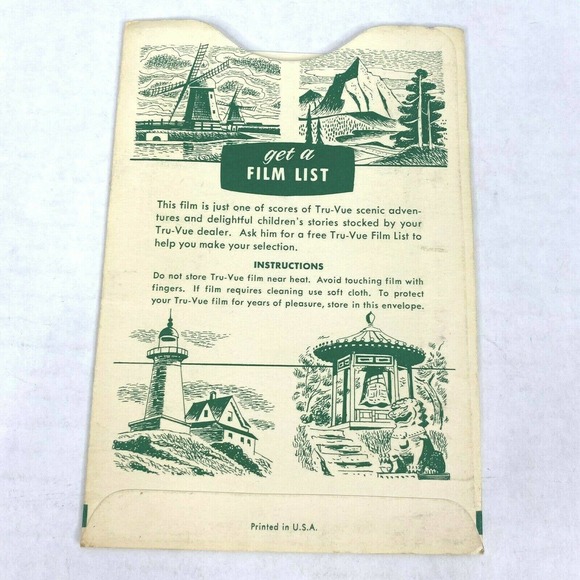 get a
FILM LIST
This film is just one of scores of Tru-Vue scenic adven-
tures and delightful children's stories stocked by your
Tru-Vue dealer. Ask him for a free Tru-Vue Film List to
help you make your selection.
INSTRUCTIONS
Do not store Tru-Vue film near heat. Avoid touching film with
fingers. If film requires cleaning use soft cloth. To protect
your Tru-Vue film for years of pleasure, store in this envelope.
Printed in U.S.A.